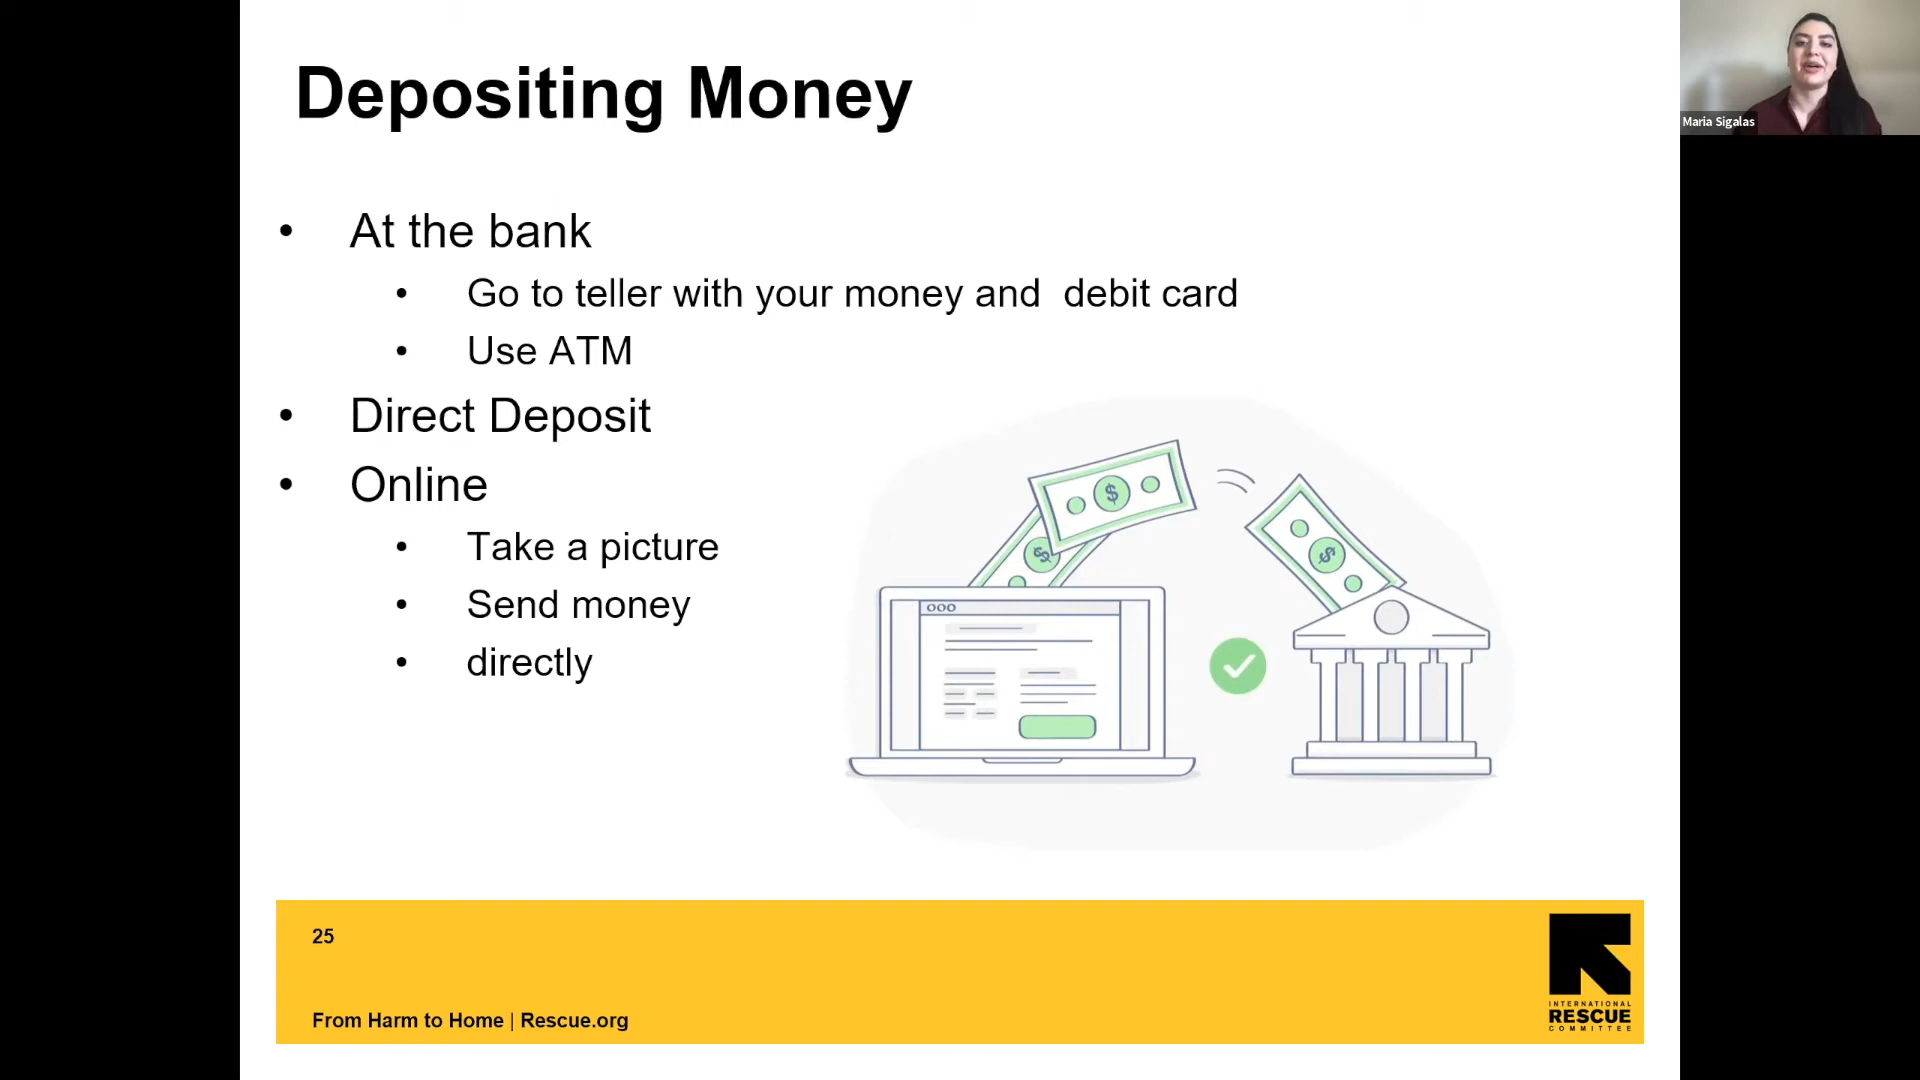 Depositing Money
Maria Sigalas
• At the bank
• Go to teller with your money and  debit card
• Use ATM
• Direct Deposit
• Online
• Take a picture
• Send money
• directly
$
$
$
25
From Harm to Home | Rescue.org
INTERNATIONAL
RESCUE
COMMITTEE